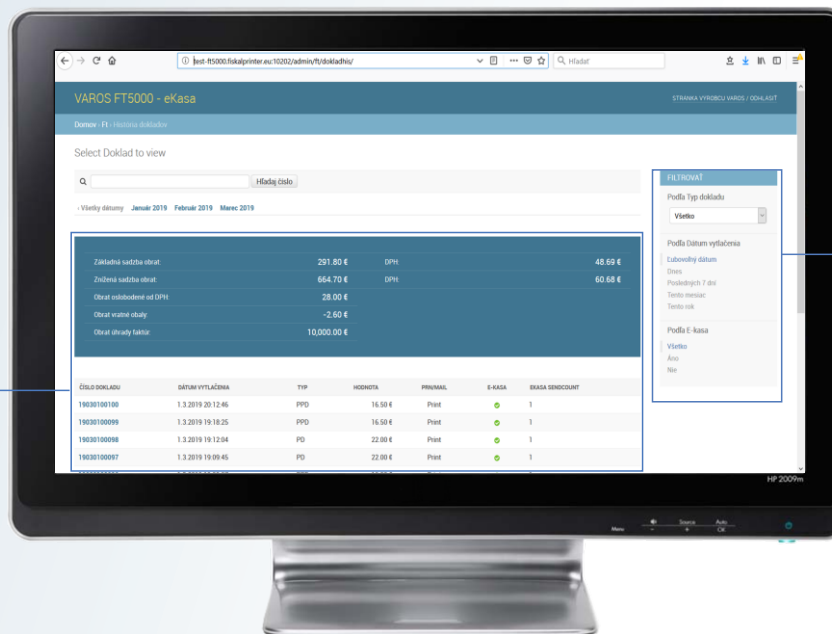 test-ft5000.fiskalprinter.eu:10202/admin/ft/dokladhis/
Hľadať
VAROS FT5000 - eKasa
STRÁNKA VÝROBCU VAROS / ODHLÁSIŤ
Domov › Ft › História dokladov
Select Doklad to view
Hľadaj číslo
‹ Všetky dátumy Január 2019 Február 2019 Marec 2019
Základná sadzba obrat: 291.80 € DPH: 48.69 €
Znížená sadzba obrat: 664.70 € DPH: 60.68 €
Obrat oslobodené od DPH: 28.00 €
Obrat vratné obaly: -2.60 €
Obrat úhrady faktúr: 10,000.00 €
ČÍSLO DOKLADU DÁTUM VYTLAČENIA TYP HODNOTA PRN/MAIL E-KASA EKASA SENDCOUNT
19030100100 1.3.2019 20:12:46 PPD 16.50 € Print 1
19030100099 1.3.2019 19:18:25 PPD 16.50 € Print 1
19030100098 1.3.2019 19:12:04 PD 22.00 € Print 1
19030100097 1.3.2019 19:09:45 PD 22.00 € Print 1
FILTROVAŤ
Podľa Typ dokladu
Všetko
Podľa Dátum vytlačenia
Ľubovoľný dátum
Dnes
Posledných 7 dní
Tento mesiac
Tento rok
Podľa E-kasa
Všetko
Áno
Nie
HP 2009m
Menu
Source
Auto
- + OK